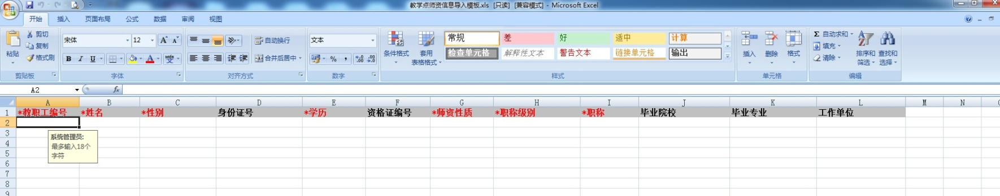 教学点师资信息导入模板.xls [只读] [兼容模式] - Microsoft Excel
开始 插入 页面布局 公式 数据 审阅 视图
粘贴 剪切 复制 格式刷 剪贴板
宋体 12 A A
B I U A 字体
自动换行 合并后居中 对齐方式
文本 % , 数字
条件格式 套用表格格式 常规 差 好 适中 计算
检查单元格 解释性文本 警告文本 链接单元格 输出
样式
插入 删除 格式 单元格
Σ 自动求和 填充 清除 排序和筛选 查找和选择 编辑
A2 fx
A B C D E F G H I J K L M N
1 *教职工编号 *姓名 *性别 身份证号 *学历 资格证编号 *师资性质 *职称级别 *职称 毕业院校 毕业专业 工作单位
2
3
系统管理员:
最多输入18个
字符
4
5
6
7
8
9